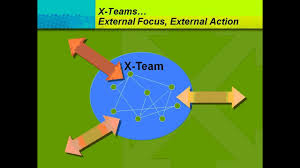 X-Teams…
External Focus, External Action
X-Team